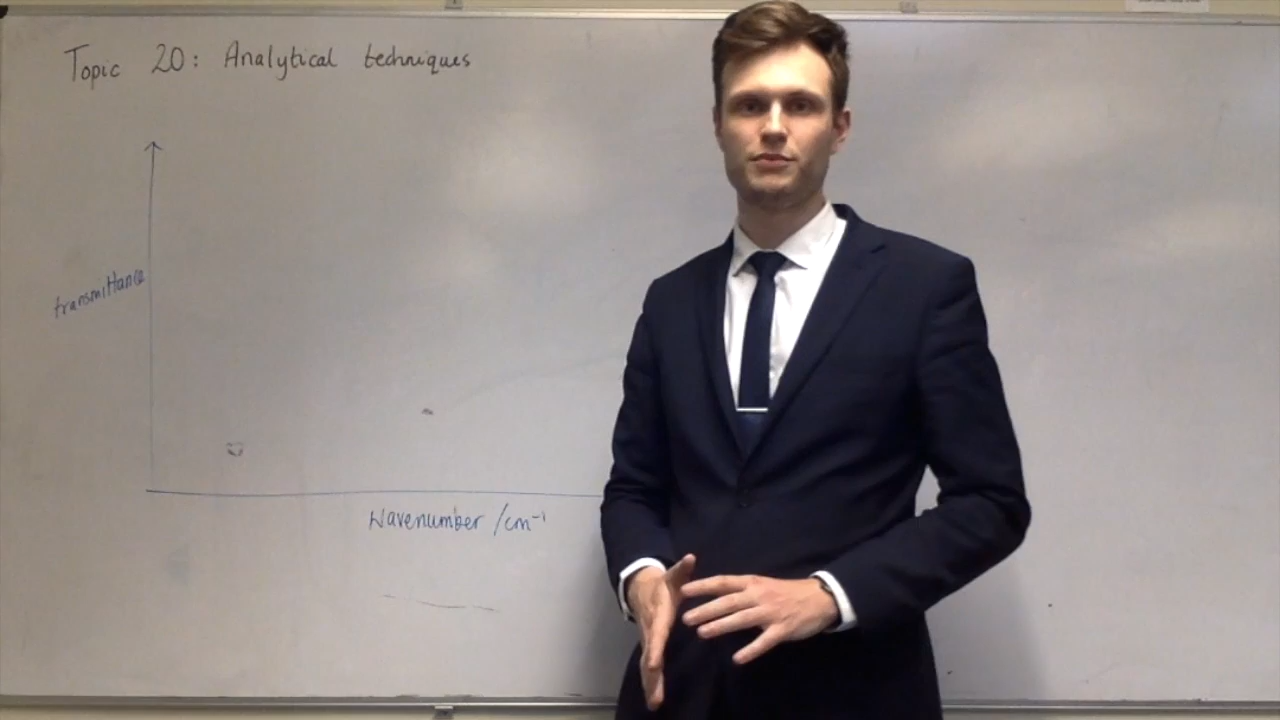 Topic 20: Analytical techniques
transmittance
Wavenumber /cm⁻¹